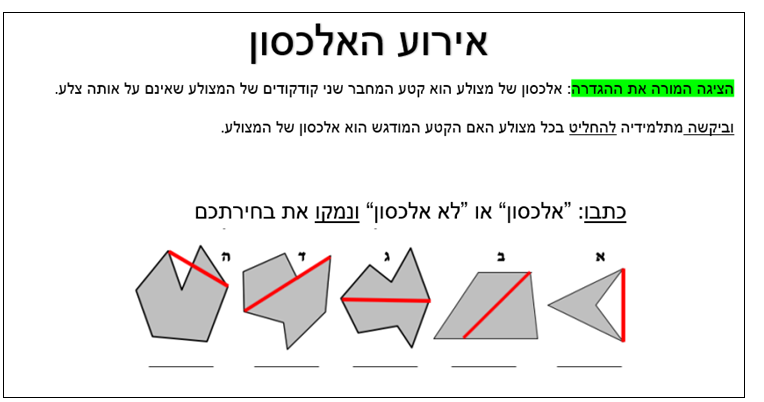 אירוע האלכסון
הציגה המורה את ההגדרה: אלכסון של מצולע הוא קטע המחבר שני קודקודים של המצולע שאינם על אותה צלע.
וביקשה מתלמידיה להחליט בכל מצולע האם הקטע המודגש הוא אלכסון של המצולע.
כתבו: ”אלכסון“ או ”לא אלכסון“ ונמקו את בחירתכם
א ב ג ד ה